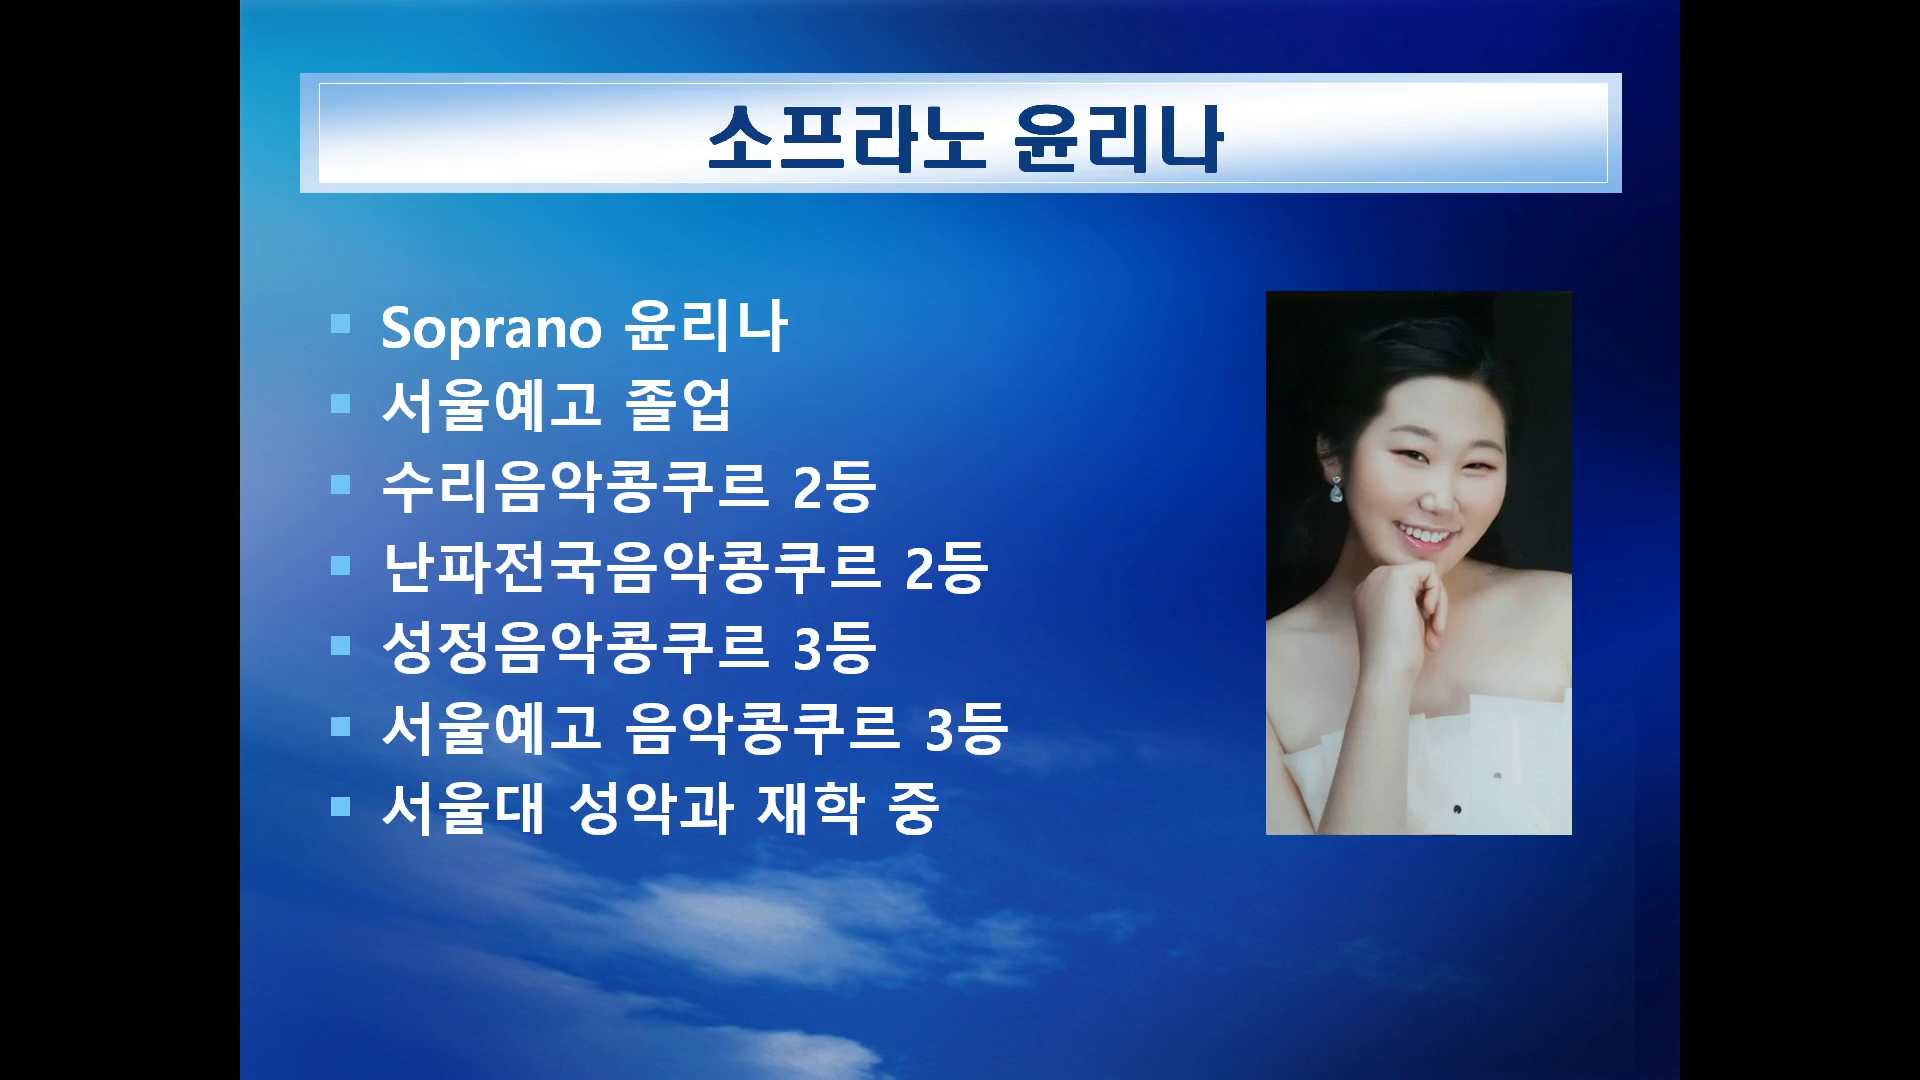 소프라노 윤리나
Soprano 윤리나
서울예고 졸업
수리음악콩쿠르 2등
난파전국음악콩쿠르 2등
성정음악콩쿠르 3등
서울예고 음악콩쿠르 3등
서울대 성악과 재학 중